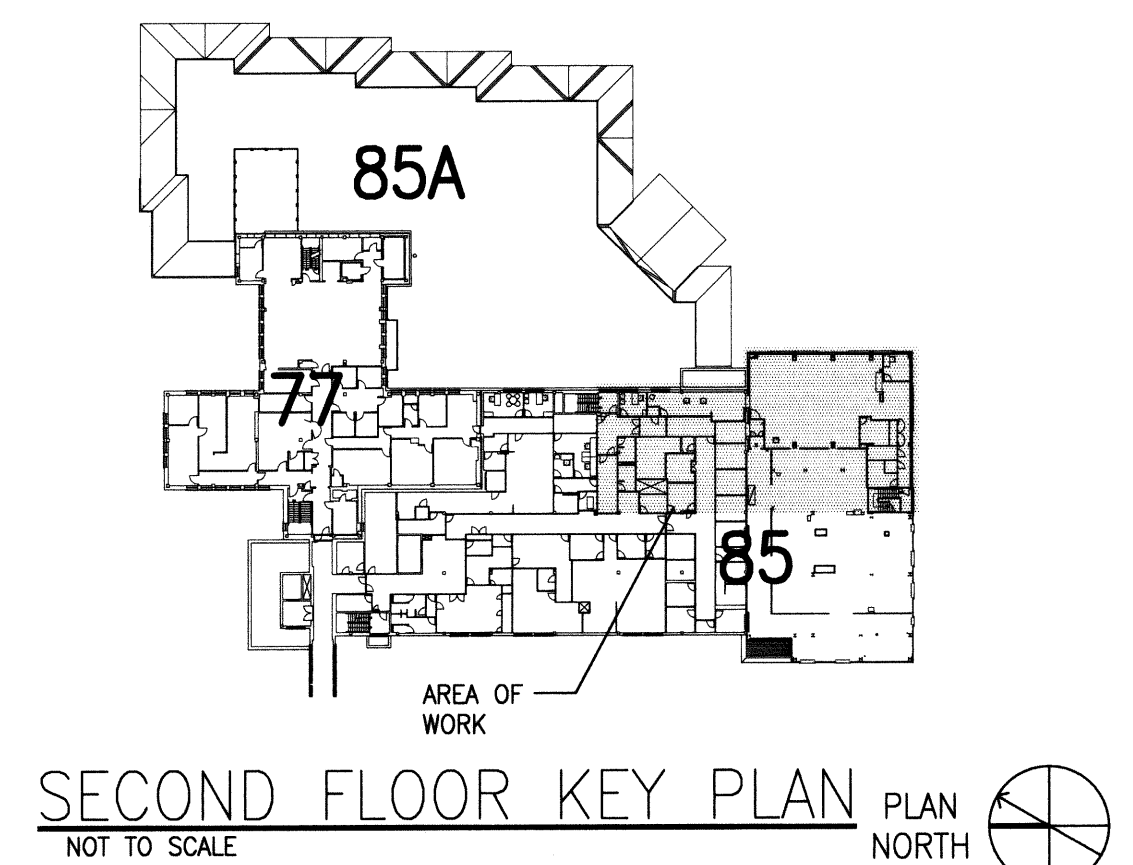 85A
77
85
AREA OF
WORK
SECOND FLOOR KEY PLAN
NOT TO SCALE
PLAN
NORTH